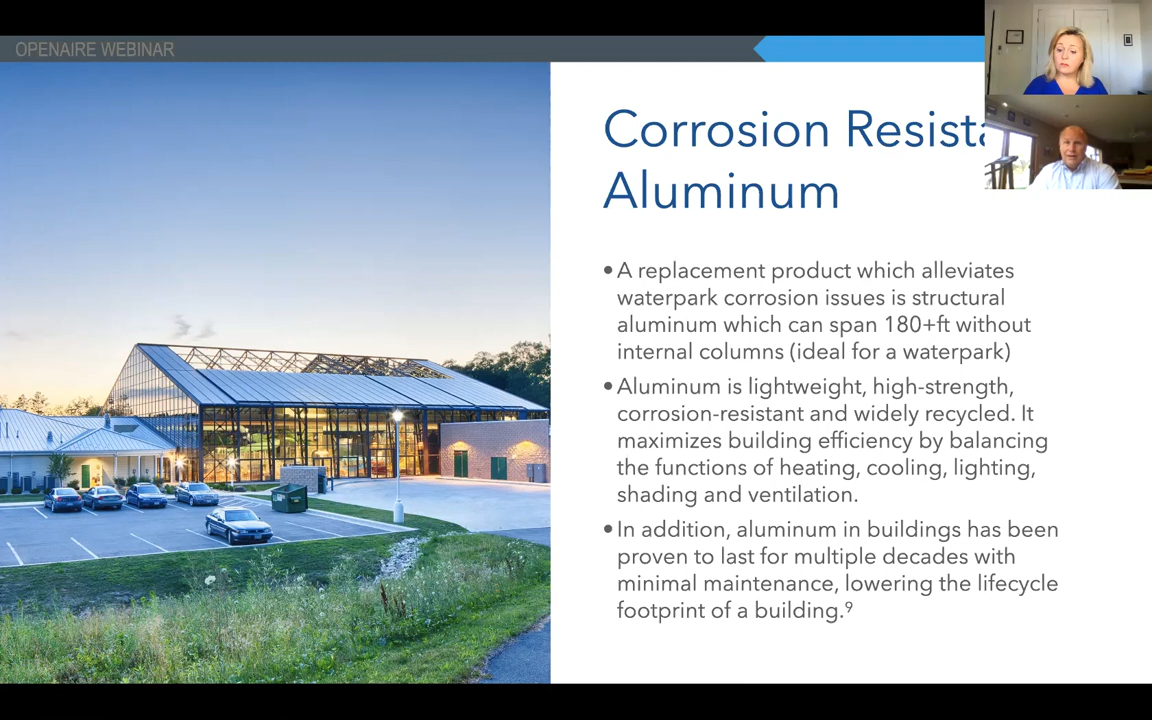 OPENAIRE WEBINAR
Corrosion Resista
Aluminum
• A replacement product which alleviates
waterpark corrosion issues is structural
aluminum which can span 180+ft without
internal columns (ideal for a waterpark)
• Aluminum is lightweight, high-strength,
corrosion-resistant and widely recycled. It
maximizes building efficiency by balancing
the functions of heating, cooling, lighting,
shading and ventilation.
• In addition, aluminum in buildings has been
proven to last for multiple decades with
minimal maintenance, lowering the lifecycle
footprint of a building.⁹